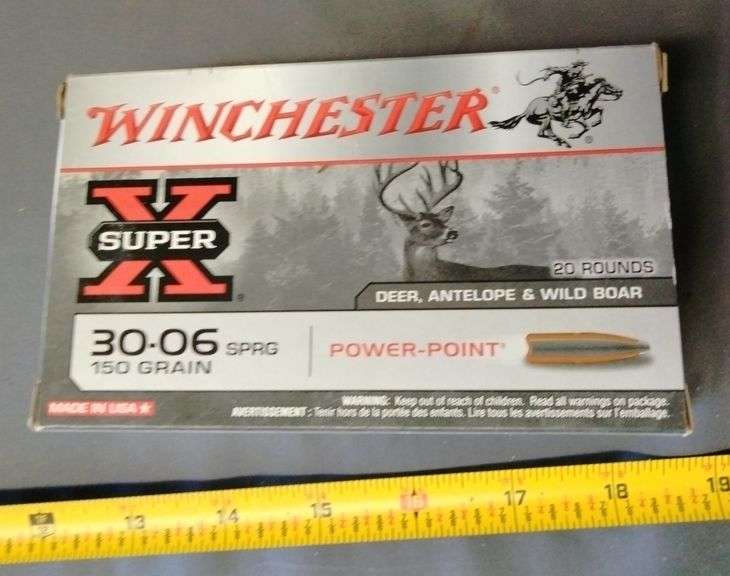 WINCHESTER®
SUPER X®
20 ROUNDS
DEER, ANTELOPE & WILD BOAR
30-06 SPRG
150 GRAIN
POWER-POINT®
MADE IN USA ★
WARNING: Keep out of reach of children. Read all warnings on package.
AVERTISSEMENT : Tenir hors de la portée des enfants. Lire tous les avertissements sur l'emballage.
13 14 15 16 17 18 19